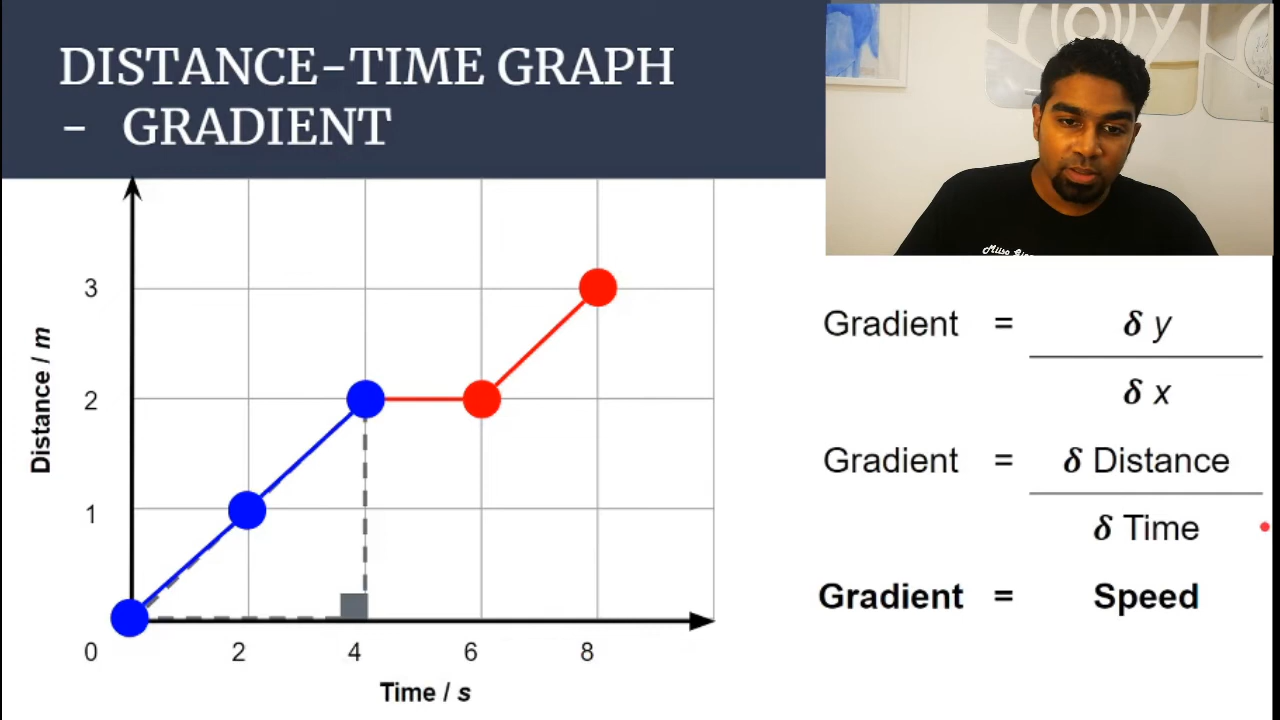 DISTANCE-TIME GRAPH
- GRADIENT
3
2
1
0
2
4
6
8
Distance / m
Time / s
Gradient = δ y
δ x
Gradient = δ Distance
δ Time
Gradient = Speed